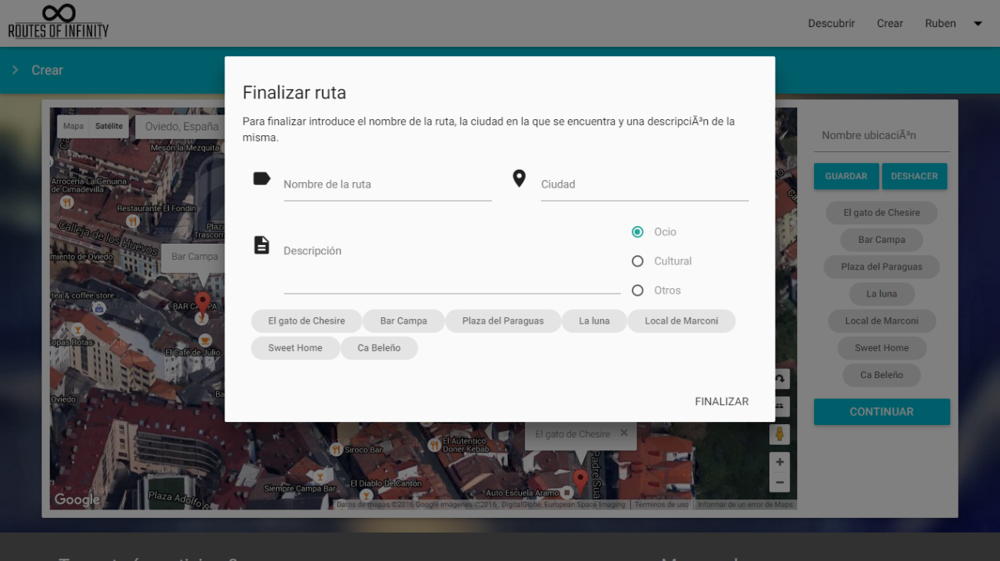 ROUTES OF INFINITY
Descubrir Crear Ruben
Crear
Finalizar ruta
Para finalizar introduce el nombre de la ruta, la ciudad en la que se encuentra y una descripciÃ³n de la
misma.
Nombre de la ruta
Ciudad
Descripción
Ocio
Cultural
Otros
El gato de Chesire Bar Campa Plaza del Paraguas La luna Local de Marconi
Sweet Home Ca Beleño
FINALIZAR
Mapa Satélite
Oviedo, España
Mesón la Mezquita
Arrocería La Genuina
de Cimadevilla
Restaurante El Fondín
Calleja de los Huevos
Plaza
Trascorr
miento de Oviedo
Bar Campa
tea & coffee store
BAR CAMPA
Copas Rotas
El Café de Julio
Oviedo
Ba
El gato de Chesire
Siroco Bar
El Autentico
Doner Kebab
Padre Sua
Siempre Campa Bar
El Diablo De Cantón
Auto Escuela Aramo
Plaza Adolfo
Google
Datos de mapas ©2016 Google Imágenes ©2016, DigitalGlobe, European Space Imaging
Términos de uso
Informar de un error de Maps
Nombre ubicaciÃ³n
GUARDAR DESHACER
El gato de Chesire
Bar Campa
Plaza del Paraguas
La luna
Local de Marconi
Sweet Home
Ca Beleño
CONTINUAR